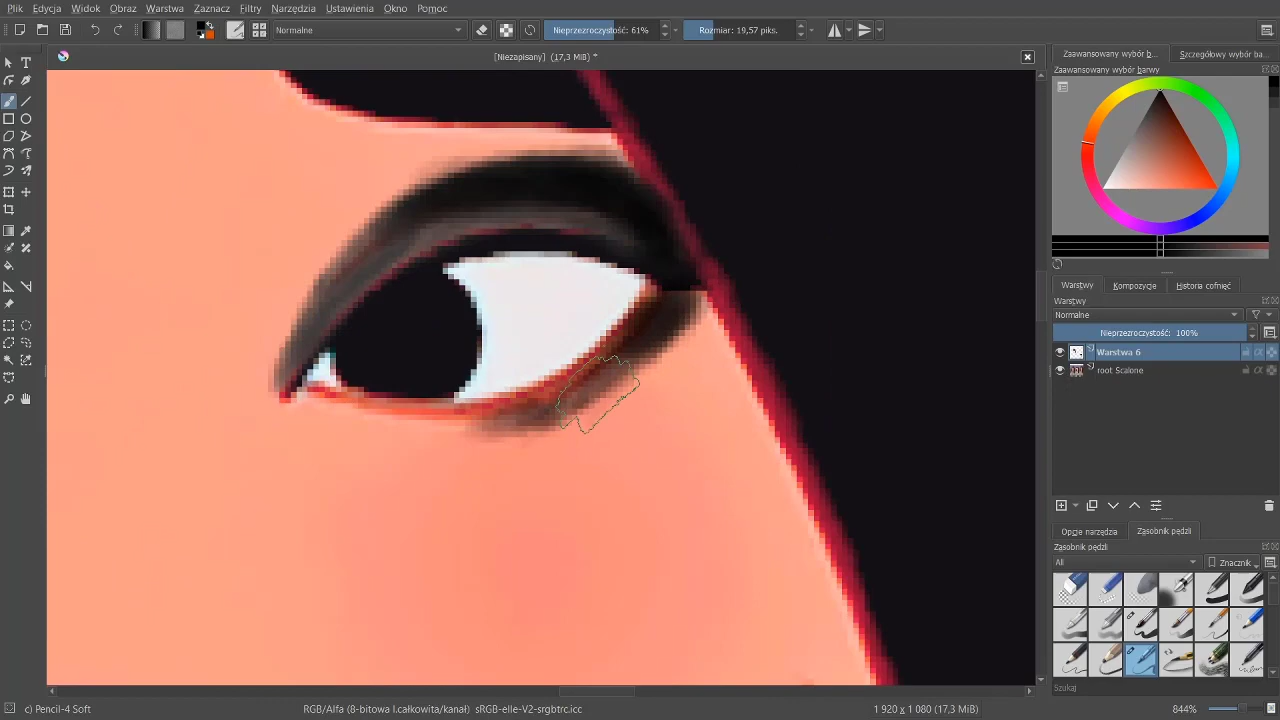 Plik Edytuj Widok Obraz Warstwa Zaznacz Filtry Narzędzia Ustawienia Okno Pomoc
Normalne Nieprzezroczystość: 61% Rozmiar: 19,57 piks.
[Niezapisany] (17,3 MiB) *
Zaawansowany wybór b... Szczegółowy wybór ba...
Zaawansowany wybór barwy
Warstwy Kompozycje Historia cofnięć
Warstwy
Normalne
Nieprzezroczystość: 100%
Warstwa 6
root Scalone
Opcje narzędzia Zasobnik pędzli
Zasobnik pędzli
All Znacznik
Szukaj
c) Pencil-4 Soft RGB/Alfa (8-bitowa l.całkowita/kanał) sRGB-elle-V2-srgbtrc.icc 1 920 x 1 080 (17,3 MiB) 844%